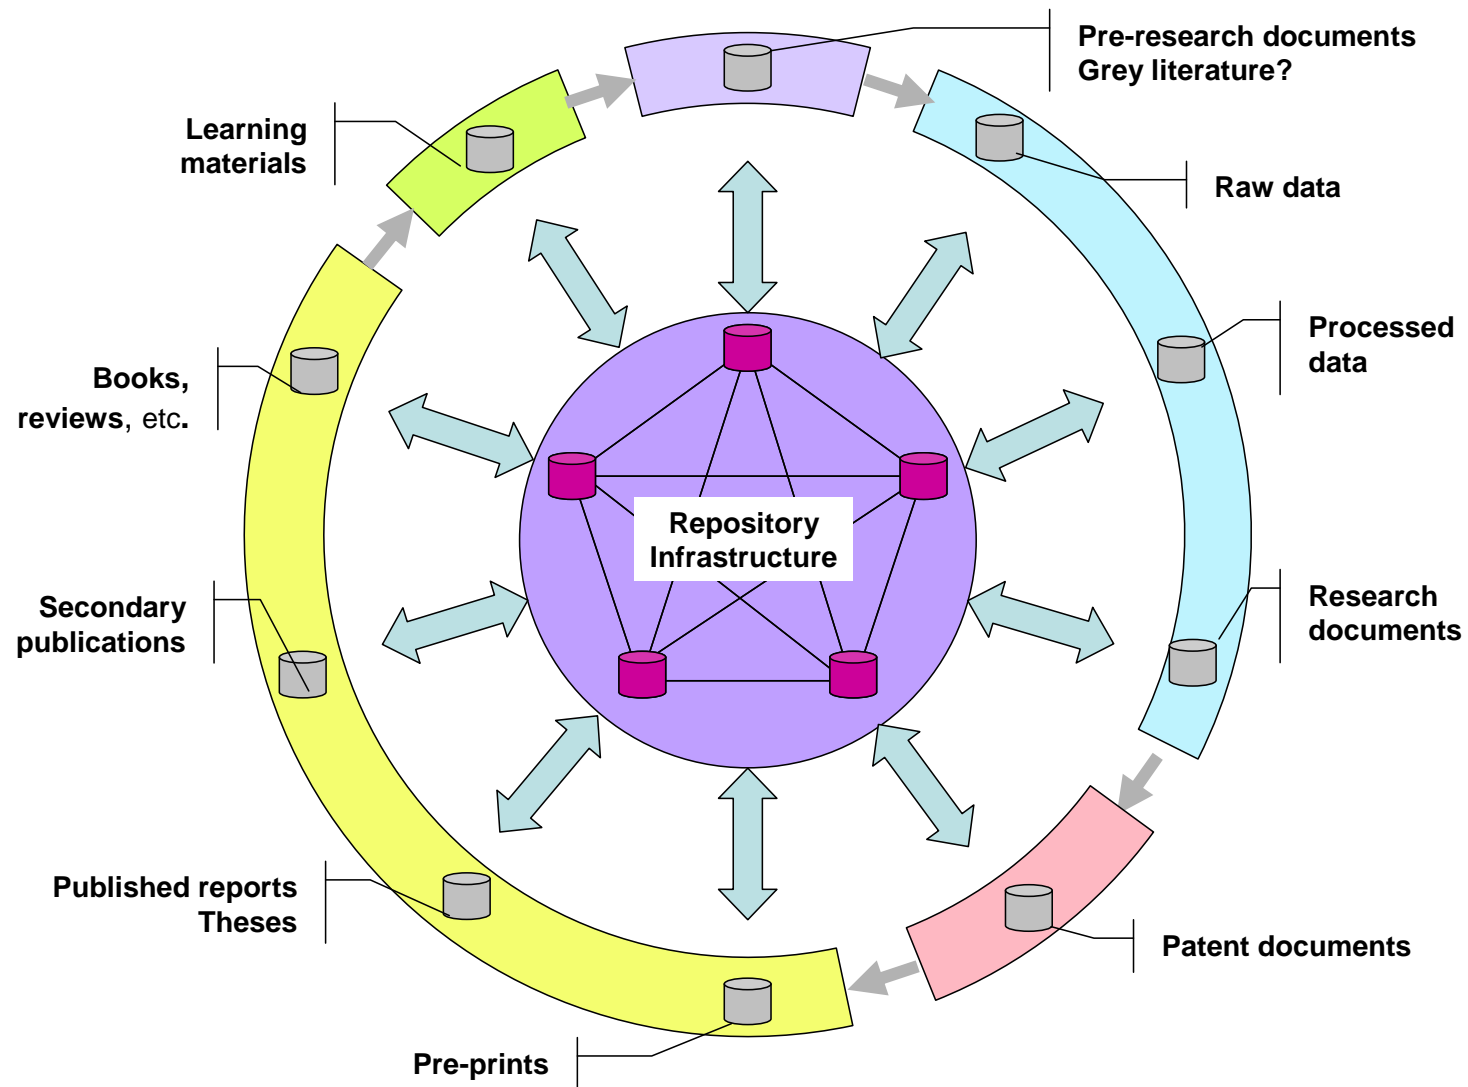 Pre-research documents
Grey literature?
Learning
materials
Raw data
Processed
data
Books,
reviews, etc.
Repository
Infrastructure
Secondary
publications
Research
documents
Published reports
Theses
Patent documents
Pre-prints